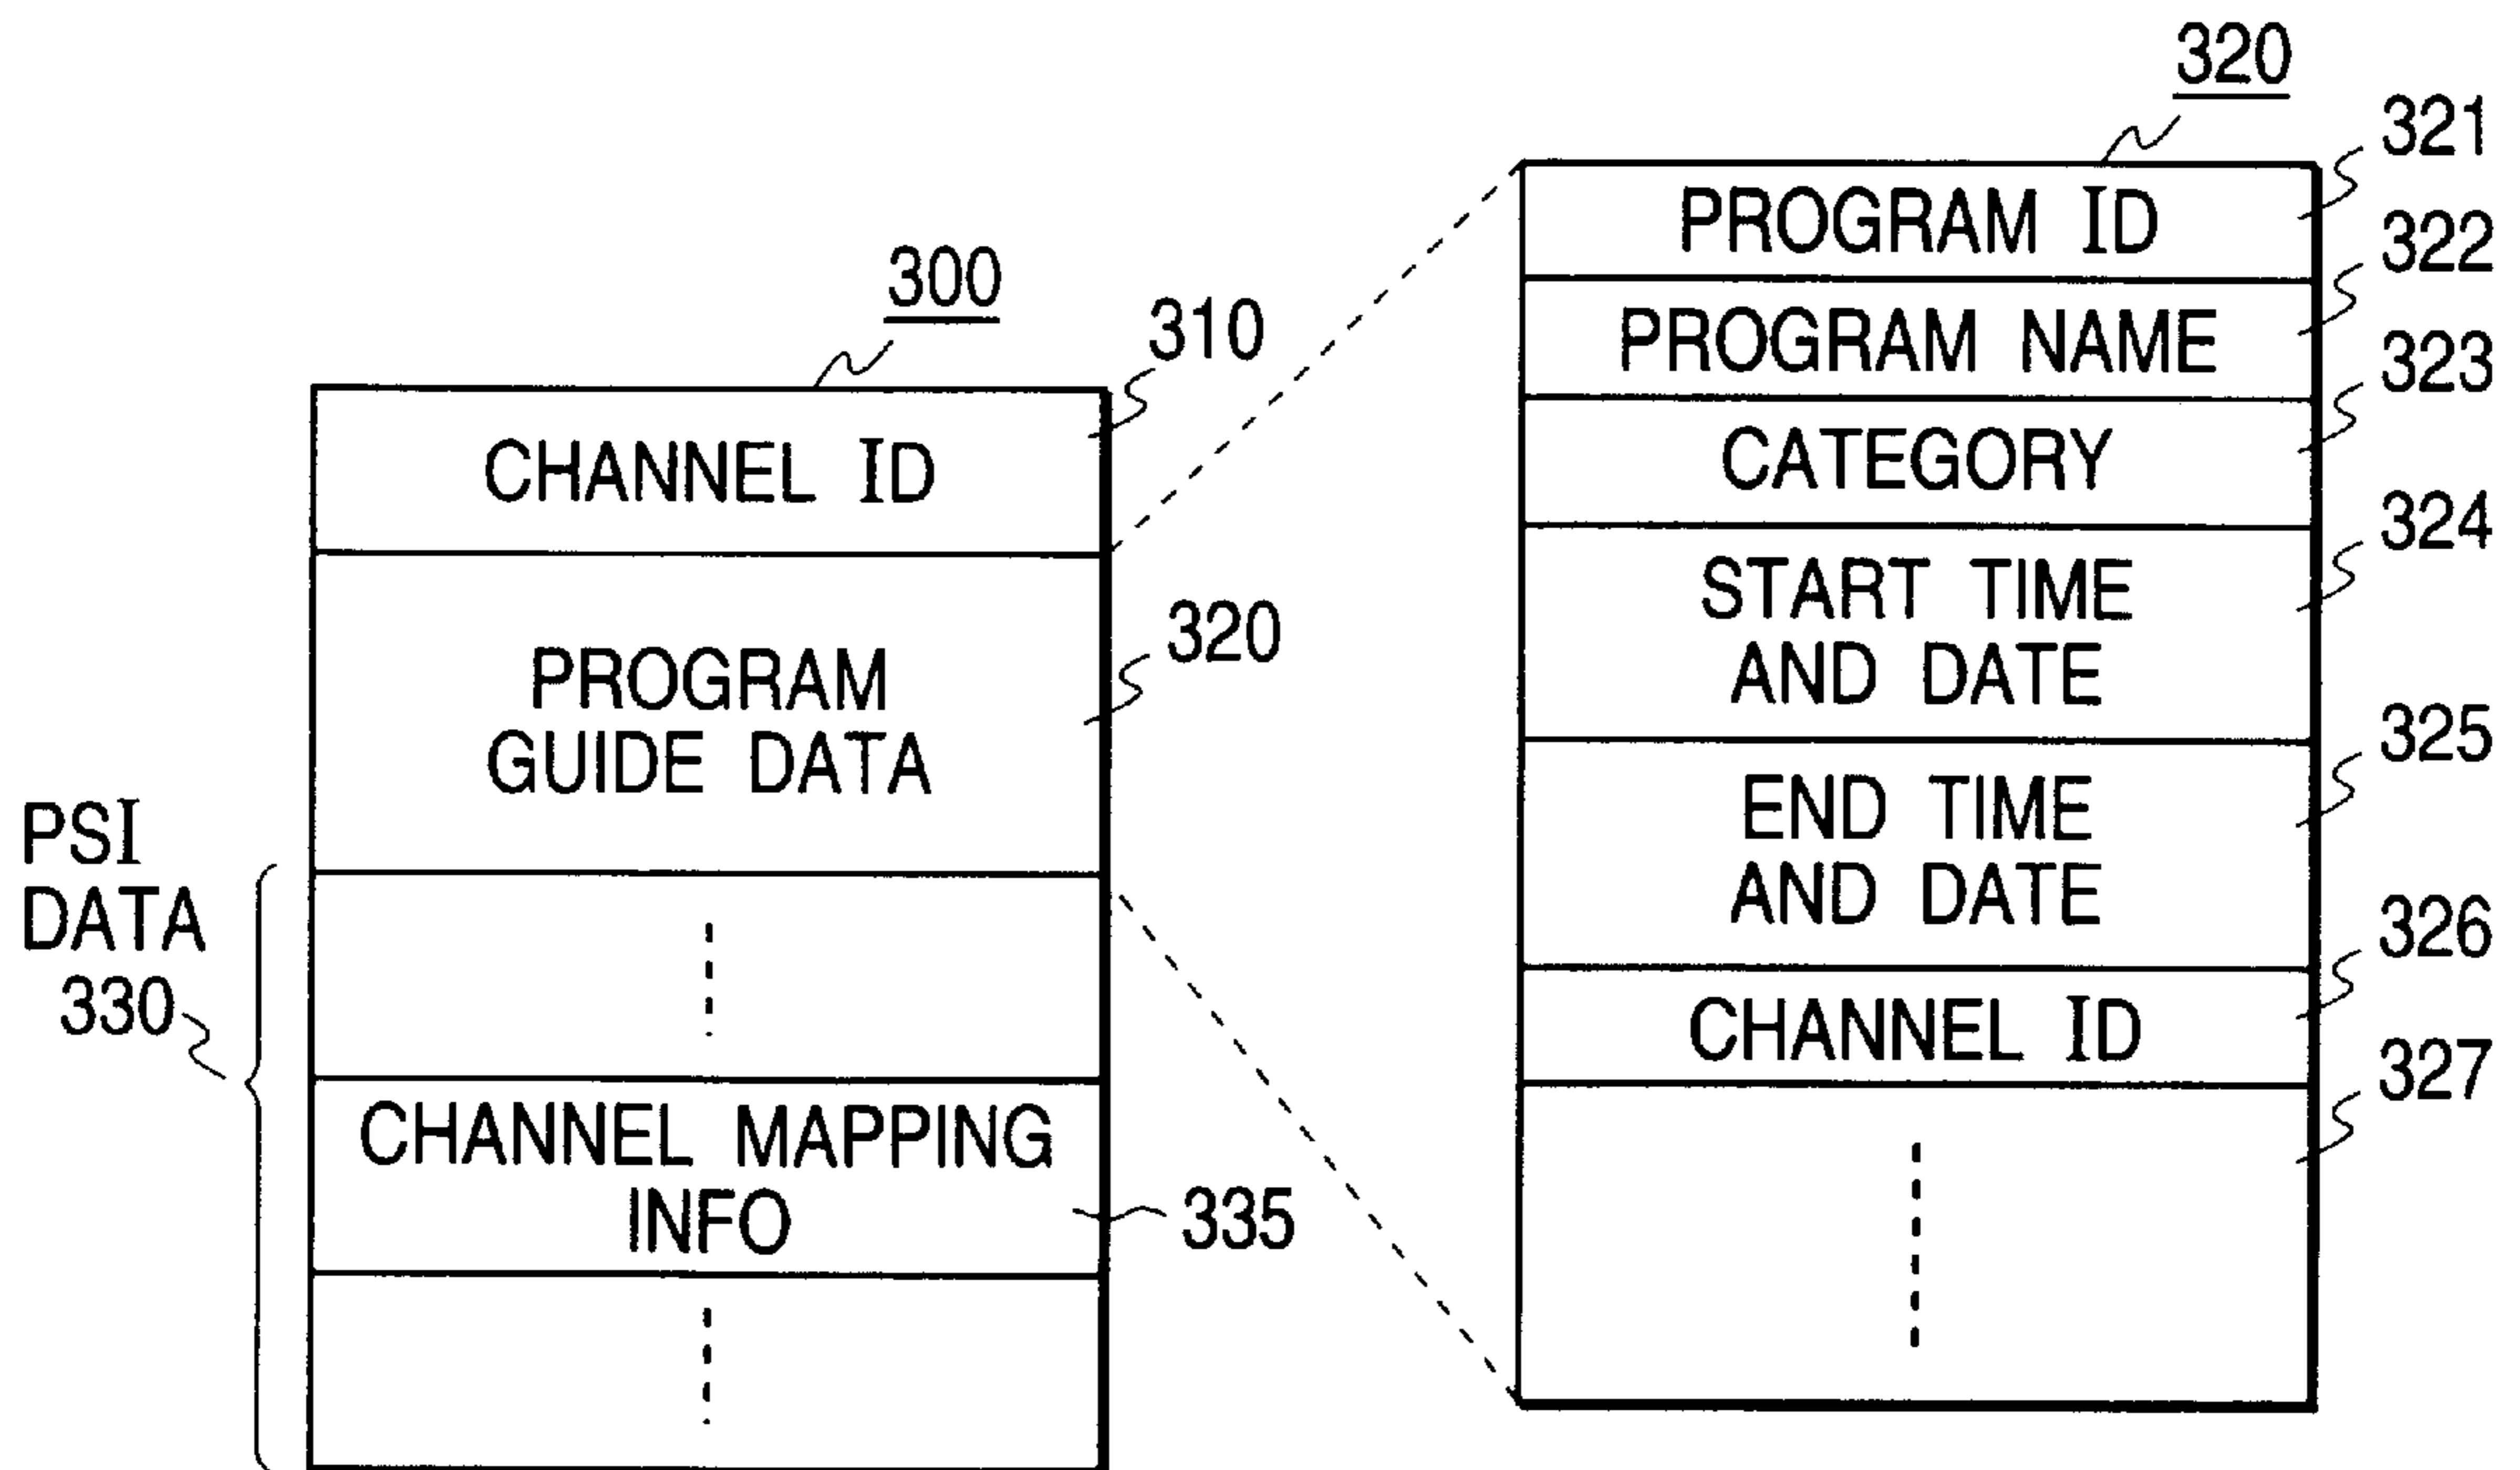 300
310
CHANNEL ID
PROGRAM
GUIDE DATA
320
PSI
DATA
330
CHANNEL MAPPING
INFO
335
320
321
PROGRAM ID
322
PROGRAM NAME
323
CATEGORY
324
START TIME
AND DATE
325
END TIME
AND DATE
326
CHANNEL ID
327